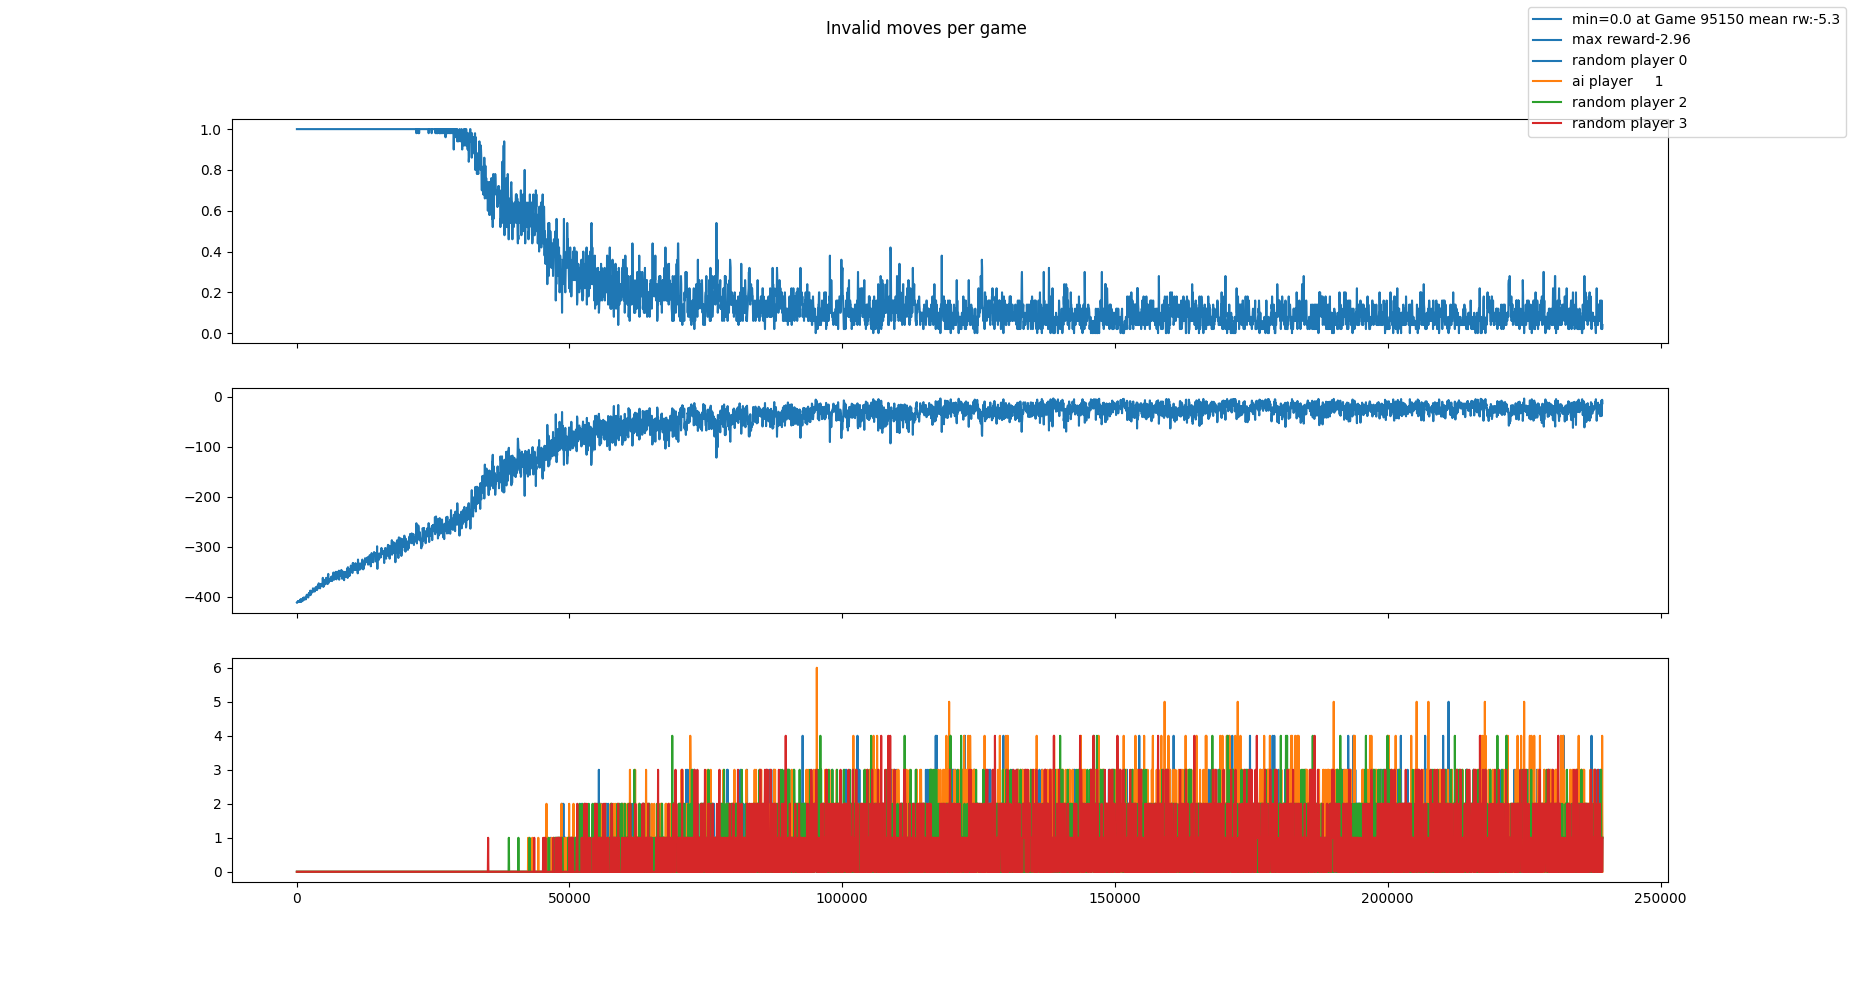 Invalid moves per game
min=0.0 at Game 95150 mean rw:-5.3
max reward-2.96
random player 0
ai player     1
random player 2
random player 3
1.0
0.8
0.6
0.4
0.2
0.0
0
−100
−200
−300
−400
6
5
4
3
2
1
0
0 50000 100000 150000 200000 250000